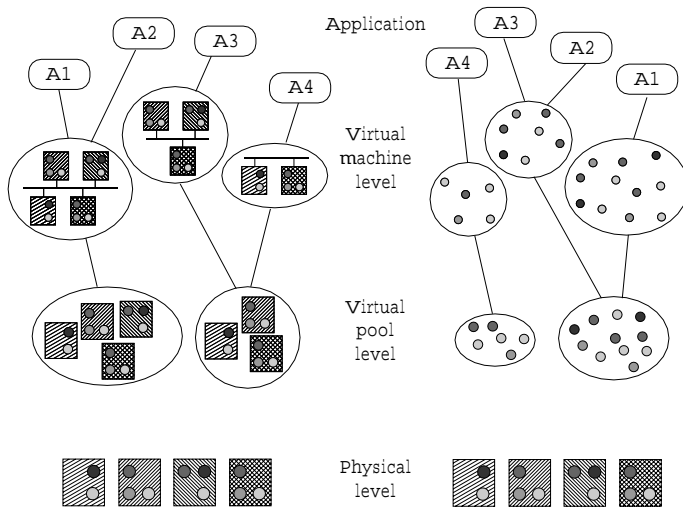 A1
A2
A3
A4
Application
A3
A2
A4
A1
Virtual
machine
level
Virtual
pool
level
Physical
level